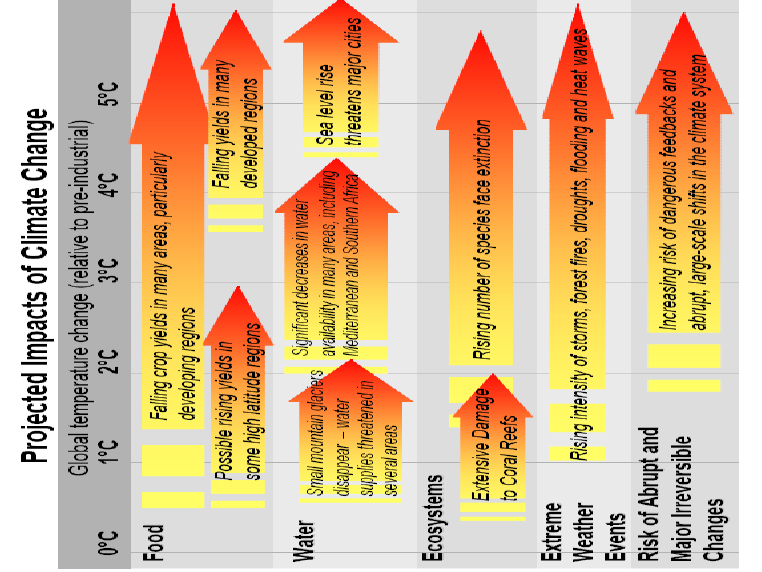 Projected Impacts of Climate Change
Global temperature change (relative to pre-industrial)
0°C 1°C 2°C 3°C 4°C 5°C
Food
Falling crop yields in many areas, particularly
developing regions
Possible rising yields in
some high latitude regions
Falling yields in many
developed regions
Water
Small mountain glaciers
disappear – water
supplies threatened in
several areas
Significant decreases in water
availability in many areas, including
Mediterranean and Southern Africa
Sea level rise
threatens major cities
Ecosystems
Extensive Damage
to Coral Reefs
Rising number of species face extinction
Extreme
Weather
Events
Rising intensity of storms, forest fires, droughts, flooding and heat waves
Risk of Abrupt and
Major Irreversible
Changes
Increasing risk of dangerous feedbacks and
abrupt, large-scale shifts in the climate system